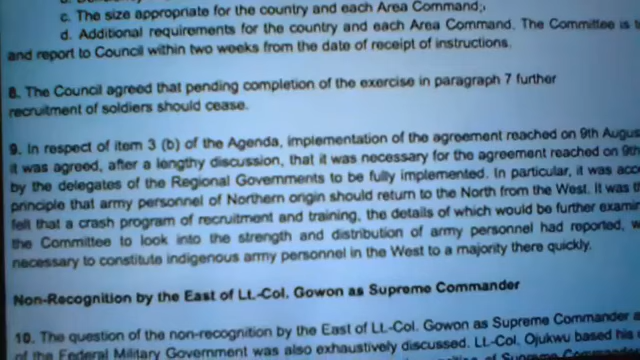 c. The size appropriate for the country and each Area Command;,
d. Additional requirements for the country and each Area Command. The Committee is
and report to Council within two weeks from the date of receipt of instructions.
8. The Council agreed that pending completion of the exercise in paragraph 7 further
recruitment of soldiers should cease.
9. In respect of item 3 (b) of the Agenda, implementation of the agreement reached on 9th Augus
it was agreed, after a lengthy discussion, that it was necessary for the agreement reached on 9th
by the delegates of the Regional Governments to be fully implemented. In particular, it was acc
principle that army personnel of Northern origin should return to the North from the West. It was
felt that a crash program of recruitment and training, the details of which would be further examin
the Committee to look into the strength and distribution of army personnel had reported, w
necessary to constitute indigenous army personnel in the West to a majority there quickly.
Non-Recognition by the East of Lt.-Col. Gowon as Supreme Commander
10. The question of the non-recognition by the East of Lt.-Col. Gowon as Supreme Commander a
of the Federal Military Government was also exhaustively discussed. Lt.-Col. Ojukwu based his